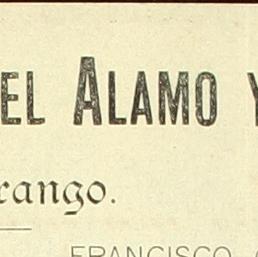 EL ALAMO Y
rango.
FRANCISCO